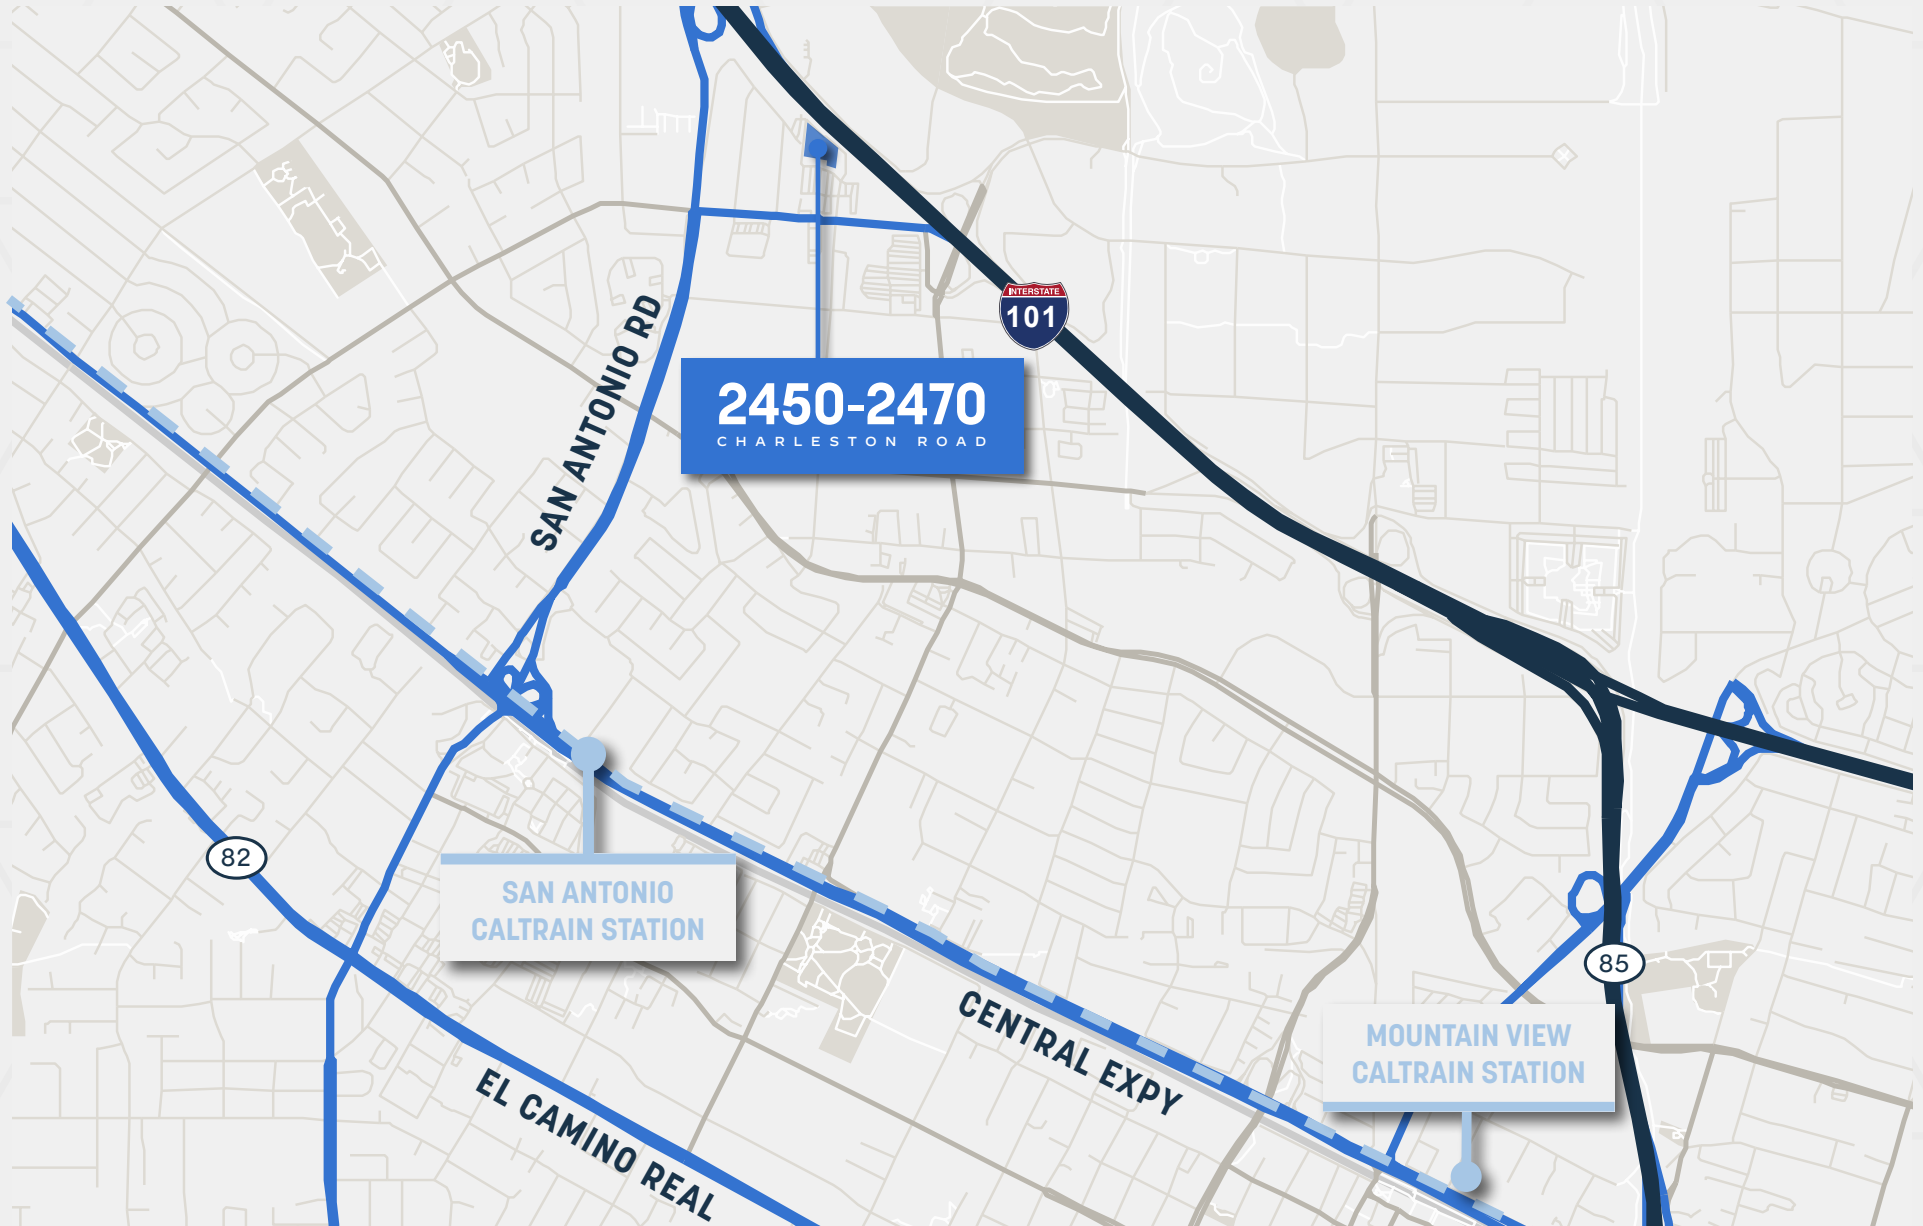 INTERSTATE
101
SAN ANTONIO RD
2450-2470
CHARLESTON ROAD
82
SAN ANTONIO
CALTRAIN STATION
85
CENTRAL EXPY
MOUNTAIN VIEW
CALTRAIN STATION
EL CAMINO REAL